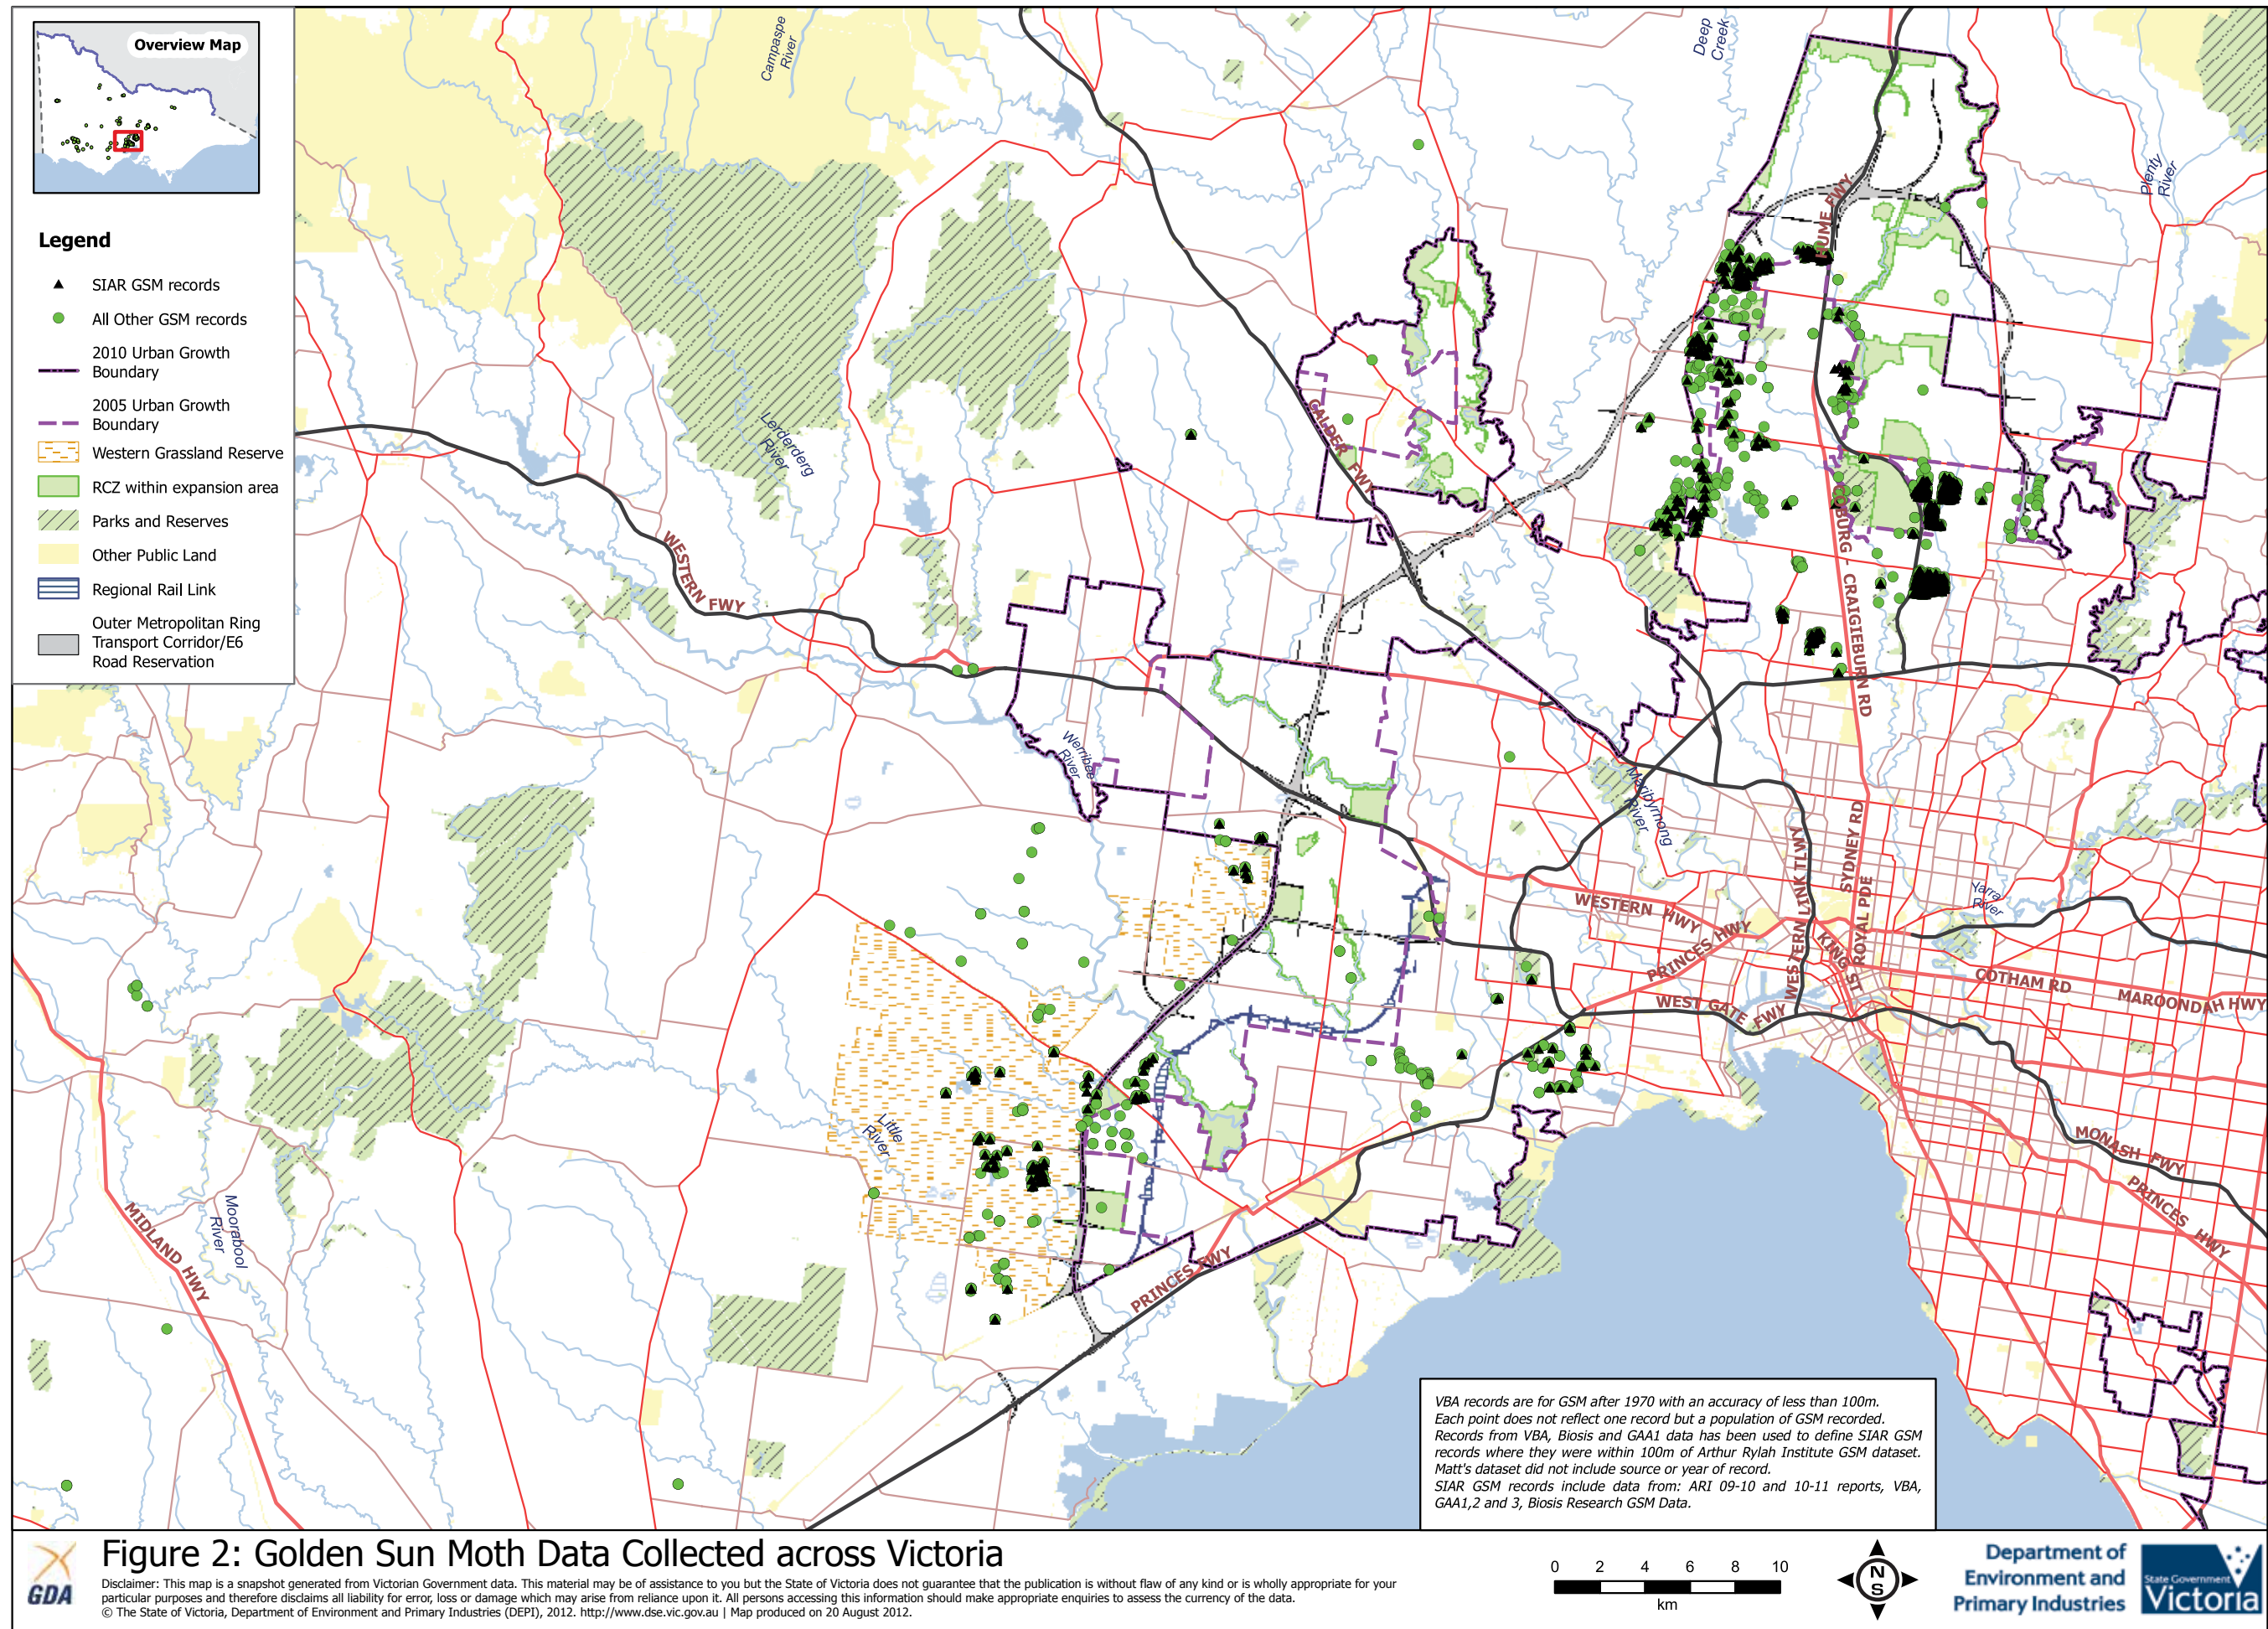 Overview Map
Legend
SIAR GSM records
All Other GSM records
2010 Urban Growth
Boundary
2005 Urban Growth
Boundary
Western Grassland Reserve
RCZ within expansion area
Parks and Reserves
Other Public Land
Regional Rail Link
Outer Metropolitan Ring
Transport Corridor/E6
Road Reservation
Campaspe
River
Deep
Creek
Plenty
River
HUME FWY
Lerderderg
River
CALDER FWY
WESTERN FWY
COBURG - CRAIGIEBURN RD
Werribee
River
Maribyrnong
River
SYDNEY RD
WESTERN LINK TLWY
ROYAL PDE
Yarra
River
WESTERN HWY
PRINCES HWY
KING ST
COTHAM RD
MAROONDAH HWY
WEST GATE FWY
Little
River
MONASH FWY
PRINCES HWY
Moorabool
River
MIDLAND HWY
PRINCES FWY
VBA records are for GSM after 1970 with an accuracy of less than 100m.
Each point does not reflect one record but a population of GSM recorded.
Records from VBA, Biosis and GAA1 data has been used to define SIAR GSM
records where they were within 100m of Arthur Rylah Institute GSM dataset.
Matt's dataset did not include source or year of record.
SIAR GSM records include data from: ARI 09-10 and 10-11 reports, VBA,
GAA1,2 and 3, Biosis Research GSM Data.
GDA
Figure 2: Golden Sun Moth Data Collected across Victoria
Disclaimer: This map is a snapshot generated from Victorian Government data. This material may be of assistance to you but the State of Victoria does not guarantee that the publication is without flaw of any kind or is wholly appropriate for your
particular purposes and therefore disclaims all liability for error, loss or damage which may arise from reliance upon it. All persons accessing this information should make appropriate enquiries to assess the currency of the data.
© The State of Victoria, Department of Environment and Primary Industries (DEPI), 2012. http://www.dse.vic.gov.au | Map produced on 20 August 2012.
0 2 4 6 8 10
km
N
S
Department of
Environment and
Primary Industries
State Government
Victoria